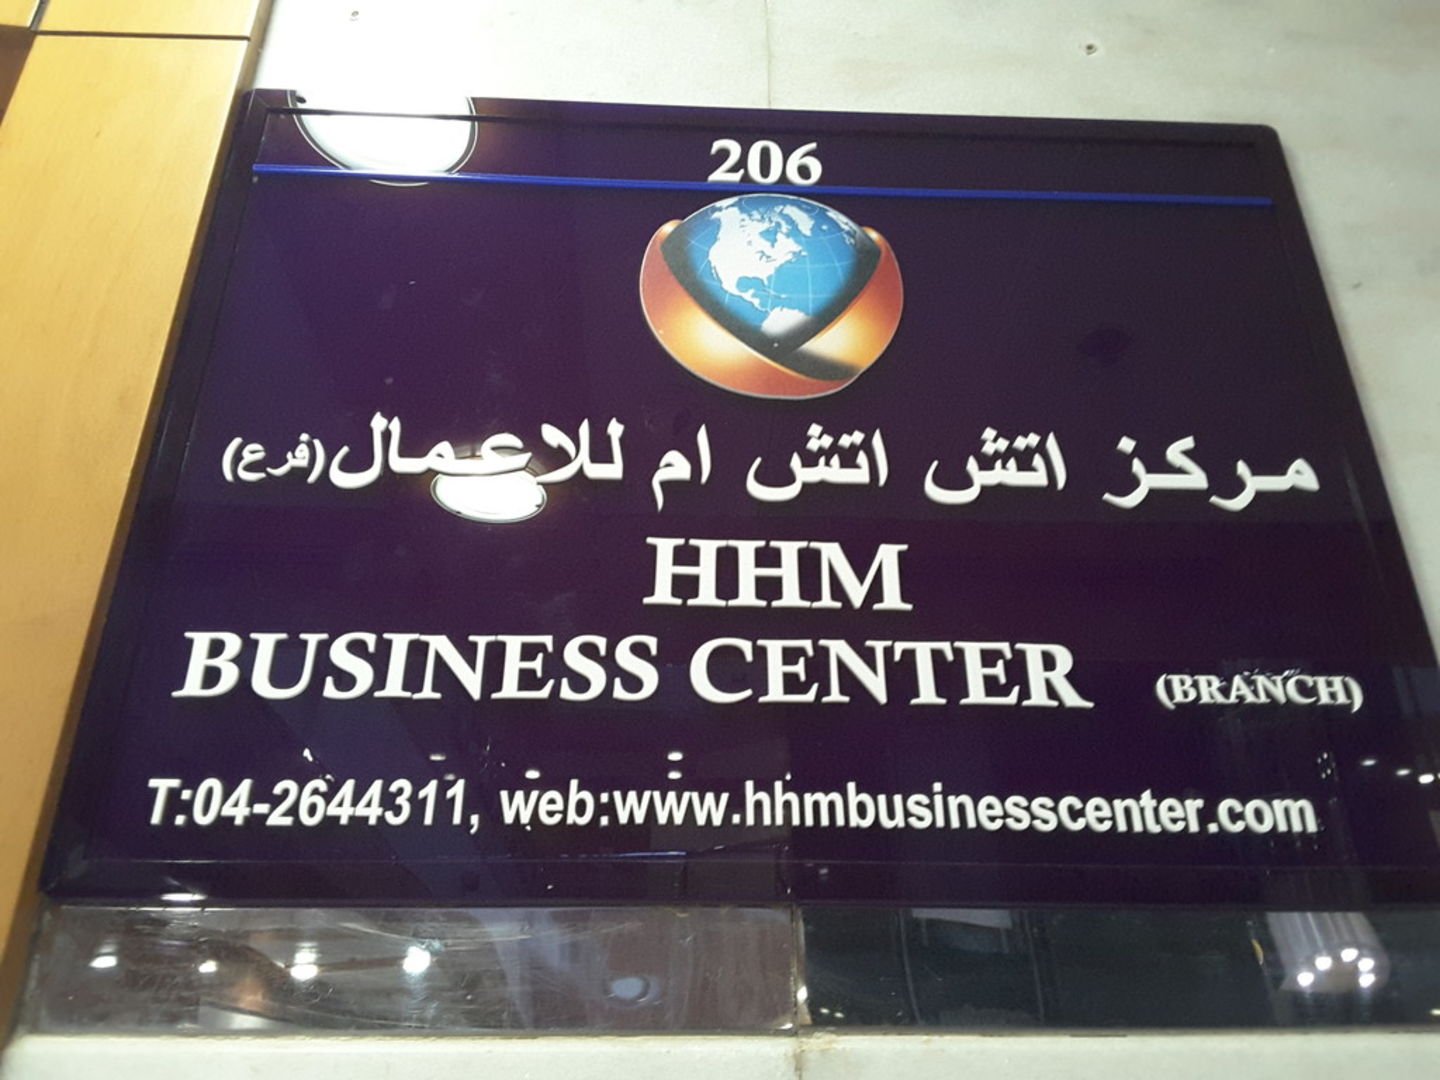 206
مركز اتش اتش ام للاعمال (فرع)
HHM
BUSINESS CENTER (BRANCH)
T:04-2644311, web:www.hhmbusinesscenter.com